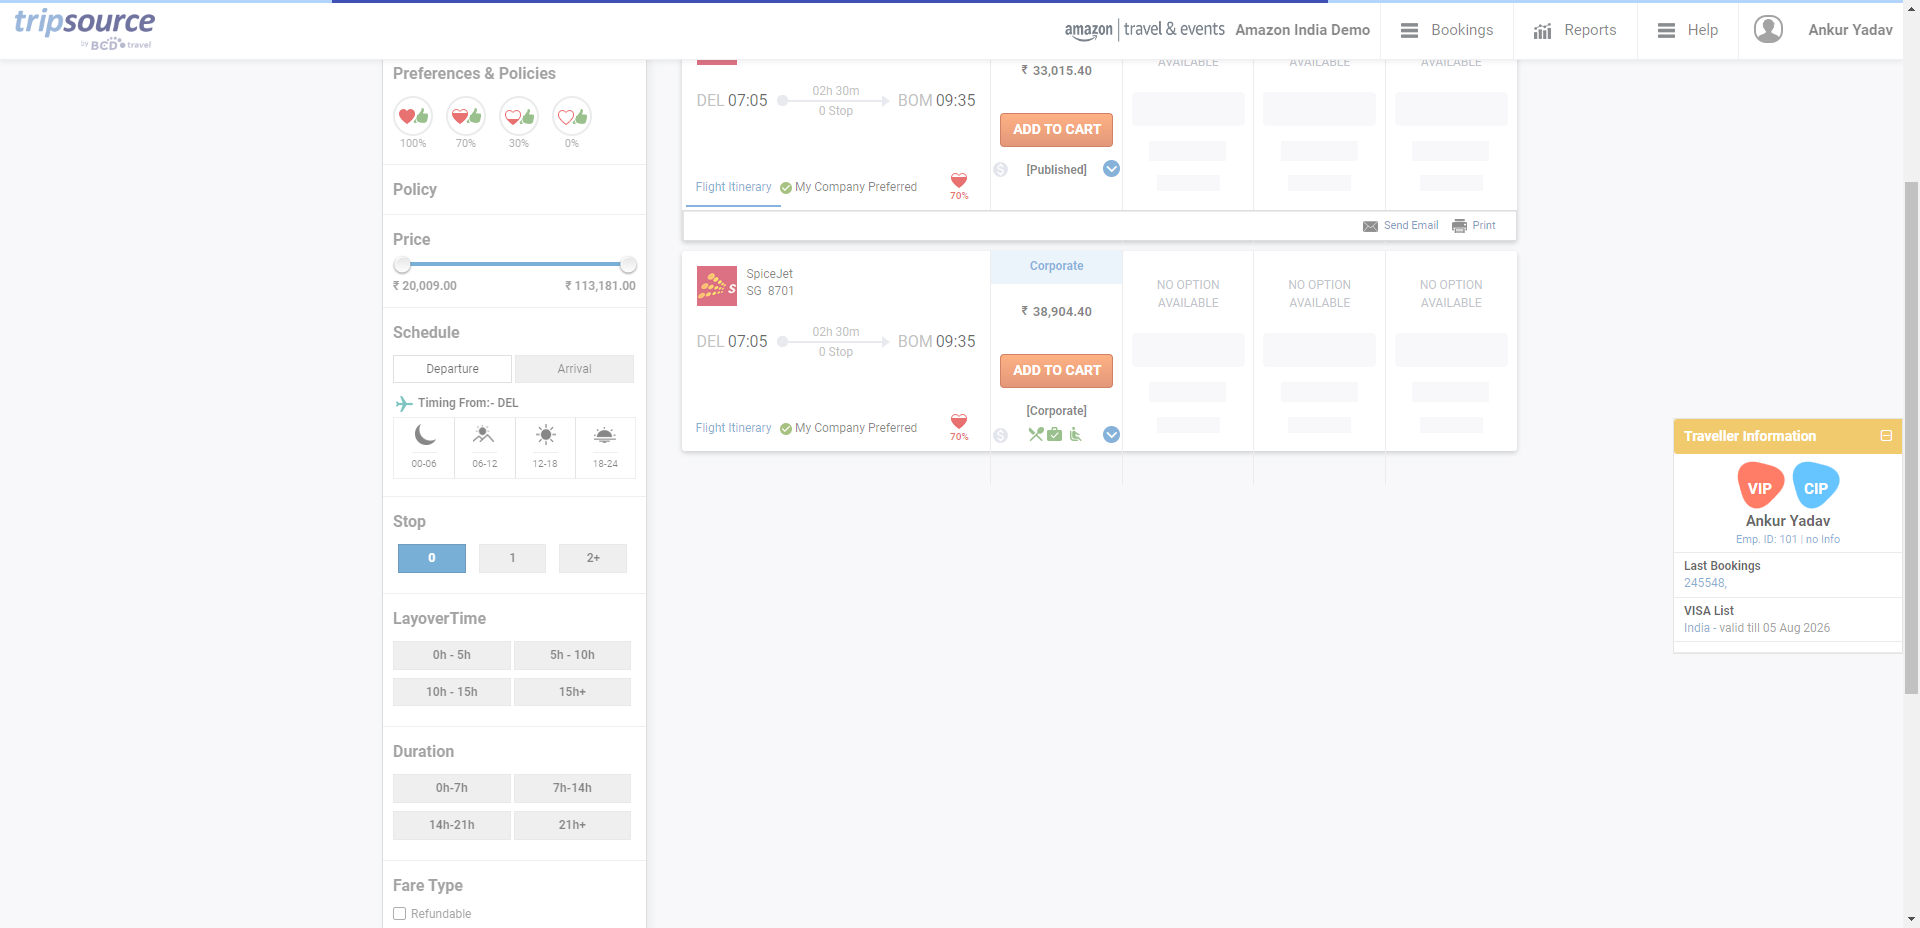 tripsource
by BCD travel
amazon travel & events
Amazon India Demo
Bookings
Reports
Help
Ankur Yadav
Preferences & Policies
100%
70%
30%
0%
Policy
Price
₹ 20,009.00
₹ 113,181.00
Schedule
Departure
Arrival
Timing From:- DEL
00-06
06-12
12-18
18-24
Stop
0
1
2+
LayoverTime
0h - 5h
5h - 10h
10h - 15h
15h+
Duration
0h-7h
7h-14h
14h-21h
21h+
Fare Type
Refundable
₹ 33,015.40
AVAILABLE
AVAILABLE
AVAILABLE
DEL 07:05
02h 30m
0 Stop
BOM 09:35
ADD TO CART
[Published]
Flight Itinerary
My Company Preferred
70%
Send Email
Print
SpiceJet
SG 8701
Corporate
₹ 38,904.40
NO OPTION
AVAILABLE
NO OPTION
AVAILABLE
NO OPTION
AVAILABLE
DEL 07:05
02h 30m
0 Stop
BOM 09:35
ADD TO CART
[Corporate]
Flight Itinerary
My Company Preferred
70%
Traveller Information
VIP
CIP
Ankur Yadav
Emp. ID: 101 | no Info
Last Bookings
245548,
VISA List
India - valid till 05 Aug 2026